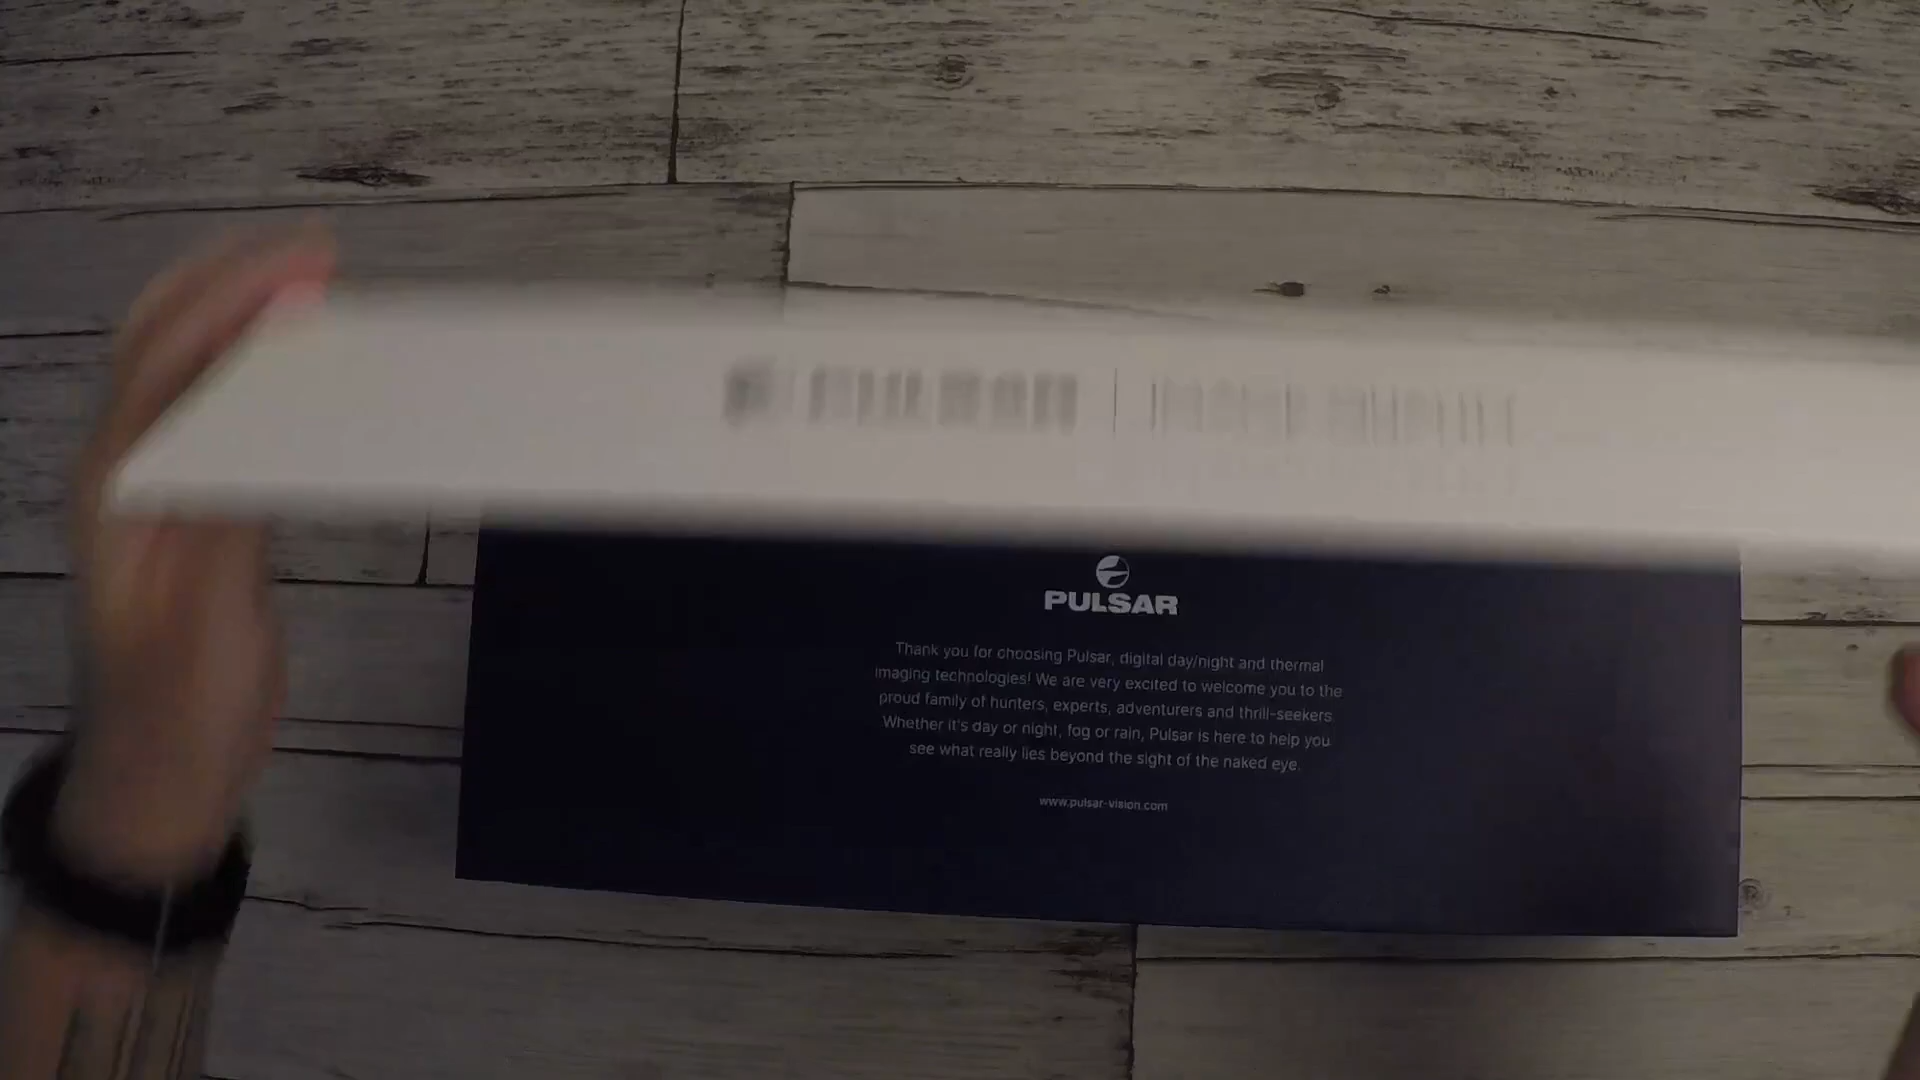 PULSAR
Thank you for choosing Pulsar, digital day/night and thermal
imaging technologies! We are very excited to welcome you to the
proud family of hunters, experts, adventurers and thrill-seekers.
Whether it's day or night, fog or rain, Pulsar is here to help you
see what really lies beyond the sight of the naked eye.
www.pulsar-vision.com